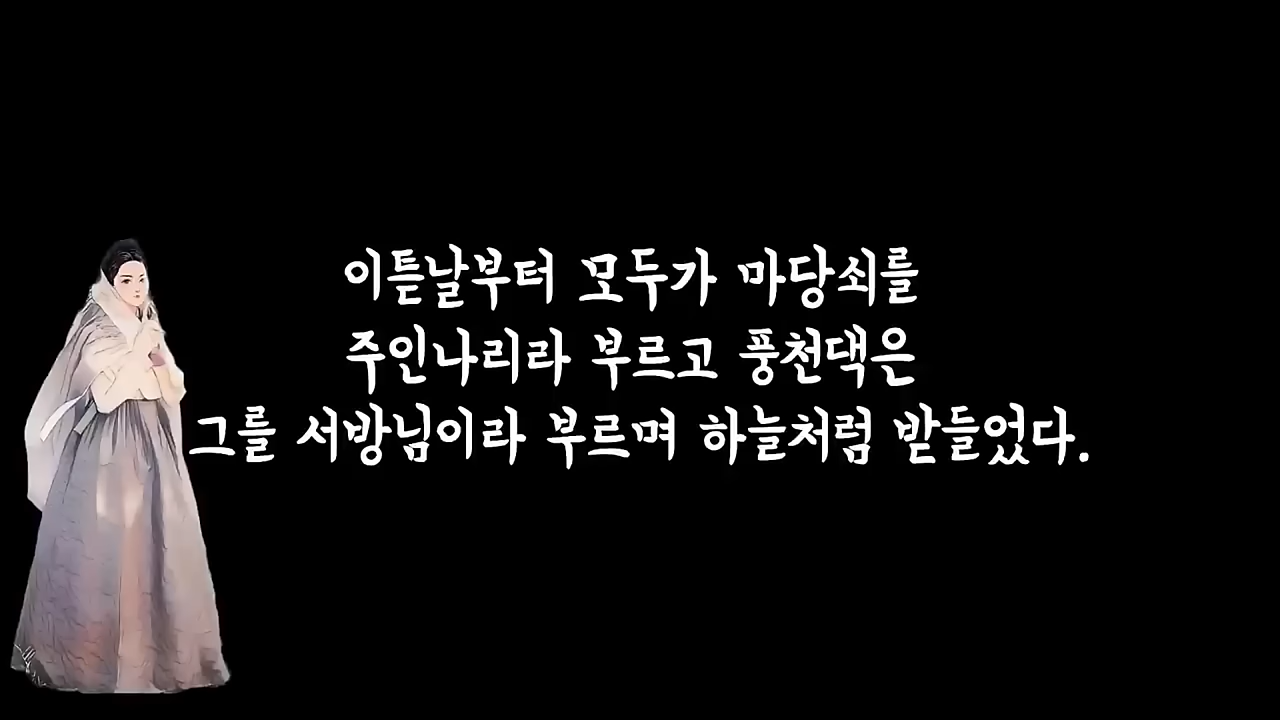 이튿날부터 모두가 마당쇠를
주인나리라 부르고 풍천댁은
그를 서방님이라 부르며 하늘처럼 받들었다.